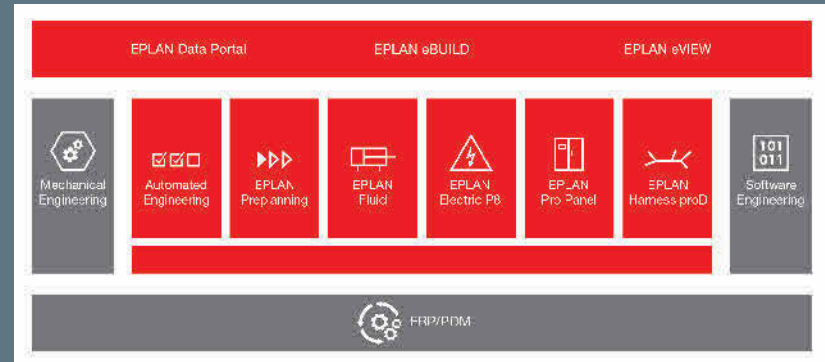 EPLAN Data Portal
EPLAN eBUILD
EPLAN eVIEW
Mechanical
Engineering
Automated
Engineering
EPLAN
Preplanning
EPLAN
Fluid
EPLAN
Electric P8
EPLAN
Pro Panel
EPLAN
Harness proD
101
011
Software
Engineering
ERP/PDM